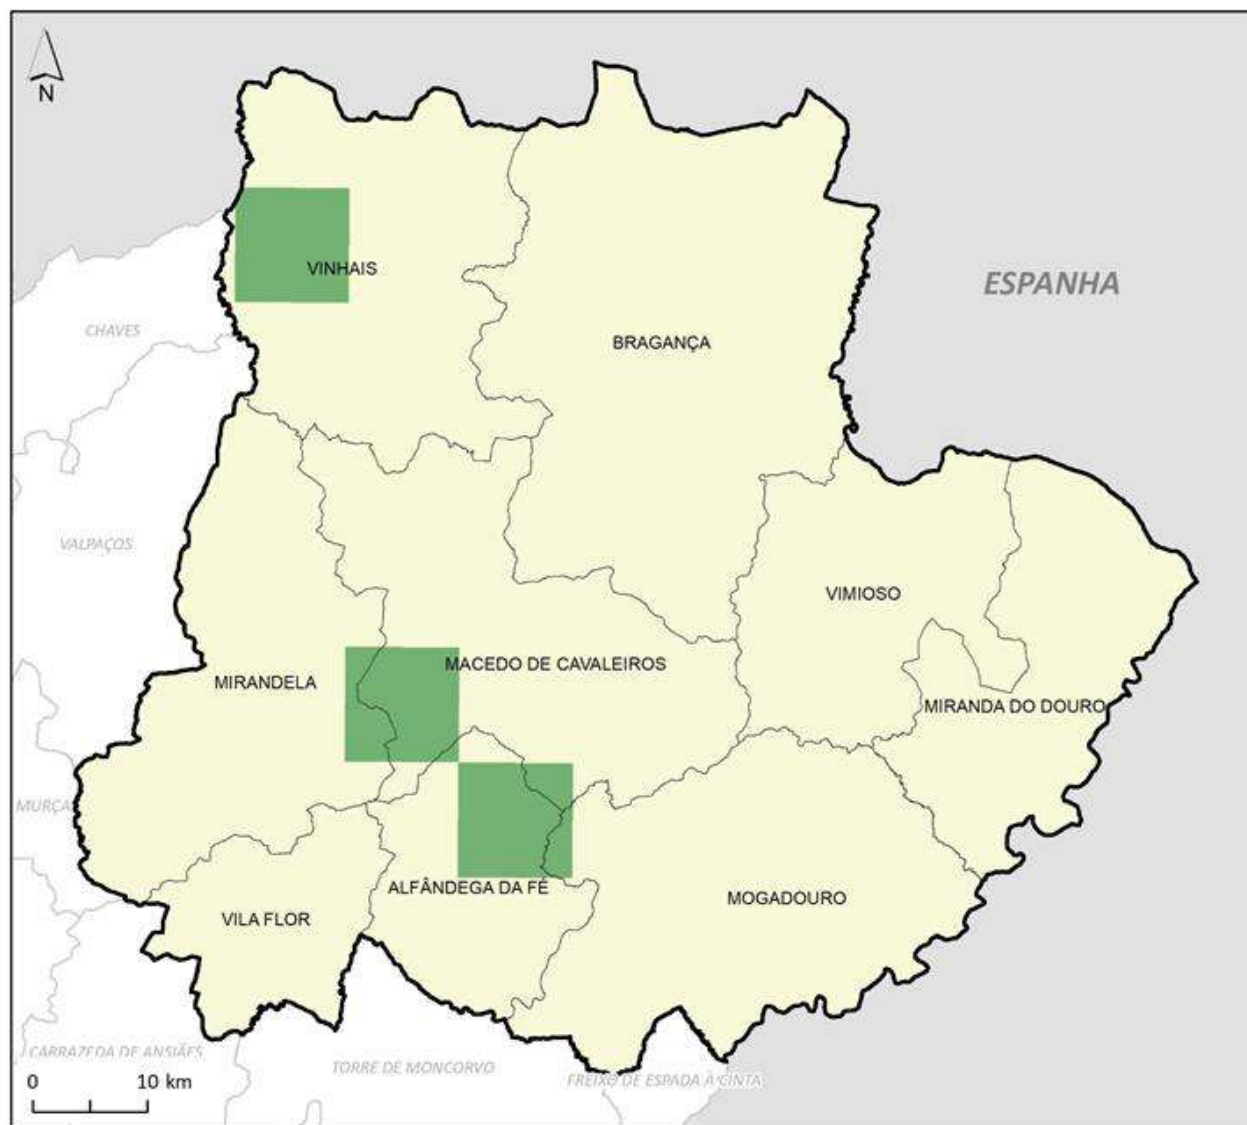 N
ESPANHA
VINHAIS
CHAVES
BRAGANÇA
VALPAÇOS
VIMIOSO
MACEDO DE CAVALEIROS
MIRANDELA
MIRANDA DO DOURO
MURÇA
ALFÂNDEGA DA FÉ
MOGADOURO
VILA FLOR
CARRAZEDA DE ANSIÃES
TORRE DE MONCORVO
FREIXO DE ESPADA À CINTA
0 10 km